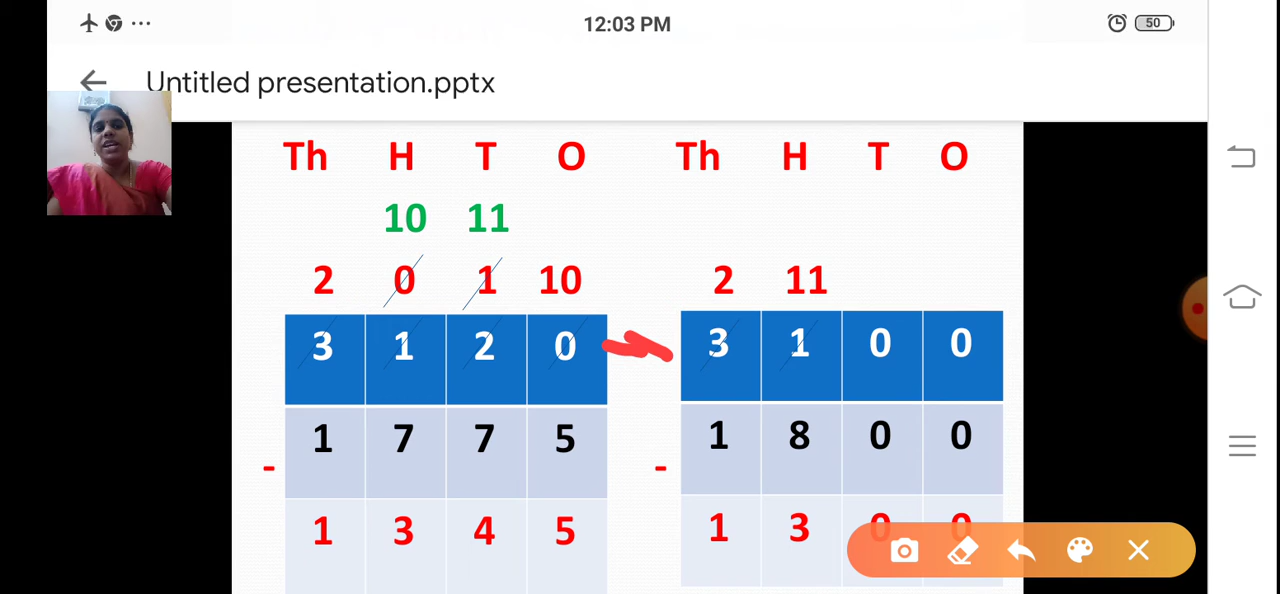 12:03 PM
50
Untitled presentation.pptx
Th H T O Th H T O
10 11
2 0 1 10 2 11
3 1 2 0 3 1 0 0
1 7 7 5 1 8 0 0
- -
1 3 4 5 1 3 0 0